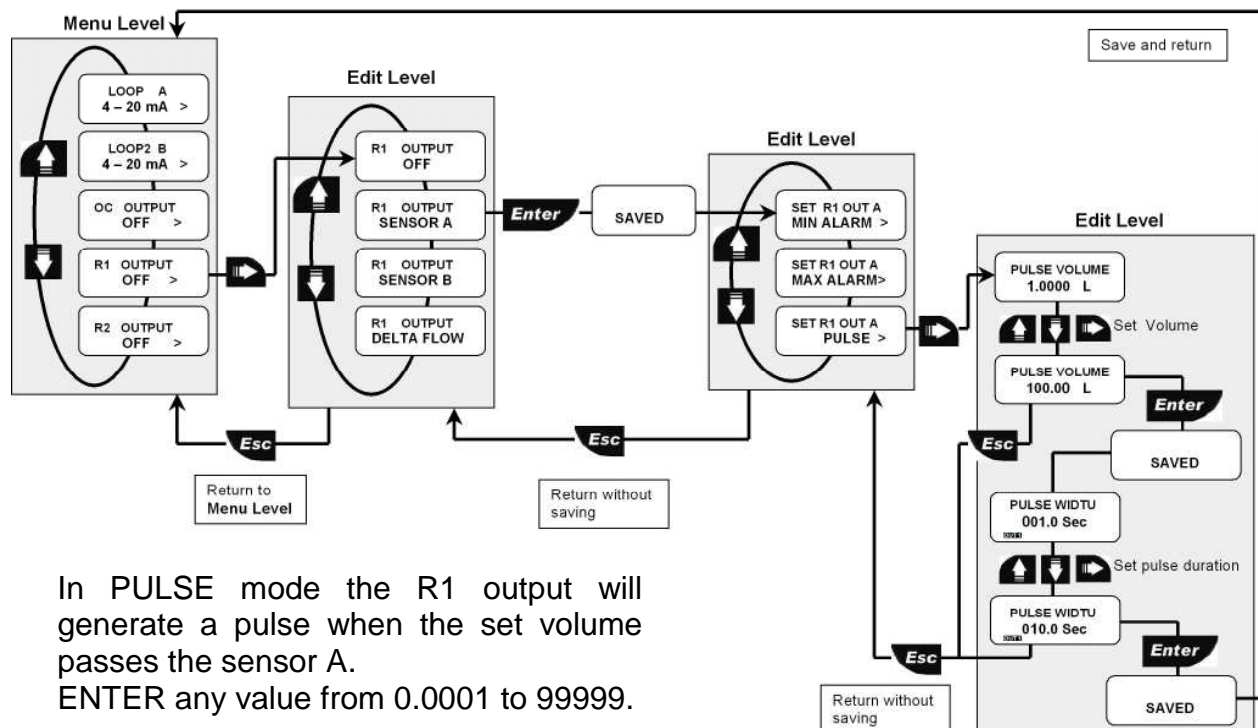 Menu Level
LOOP A
4 – 20 mA >
LOOP2 B
4 – 20 mA >
OC OUTPUT
OFF >
R1 OUTPUT
OFF >
R2 OUTPUT
OFF >
Esc
Return to
Menu Level
Edit Level
R1 OUTPUT
OFF
R1 OUTPUT
SENSOR A
R1 OUTPUT
SENSOR B
R1 OUTPUT
DELTA FLOW
Enter
SAVED
Esc
Return without
saving
Edit Level
SET R1 OUT A
MIN ALARM >
SET R1 OUT A
MAX ALARM>
SET R1 OUT A
PULSE >
Save and return
Edit Level
PULSE VOLUME
1.0000 L
Set Volume
PULSE VOLUME
100.00 L
Enter
Esc
SAVED
PULSE WIDTU
001.0 Sec
OUT1
Set pulse duration
PULSE WIDTU
010.0 Sec
OUT1
Enter
Esc
SAVED
Return without
saving
In PULSE mode the R1 output will
generate a pulse when the set volume
passes the sensor A.
ENTER any value from 0.0001 to 99999.